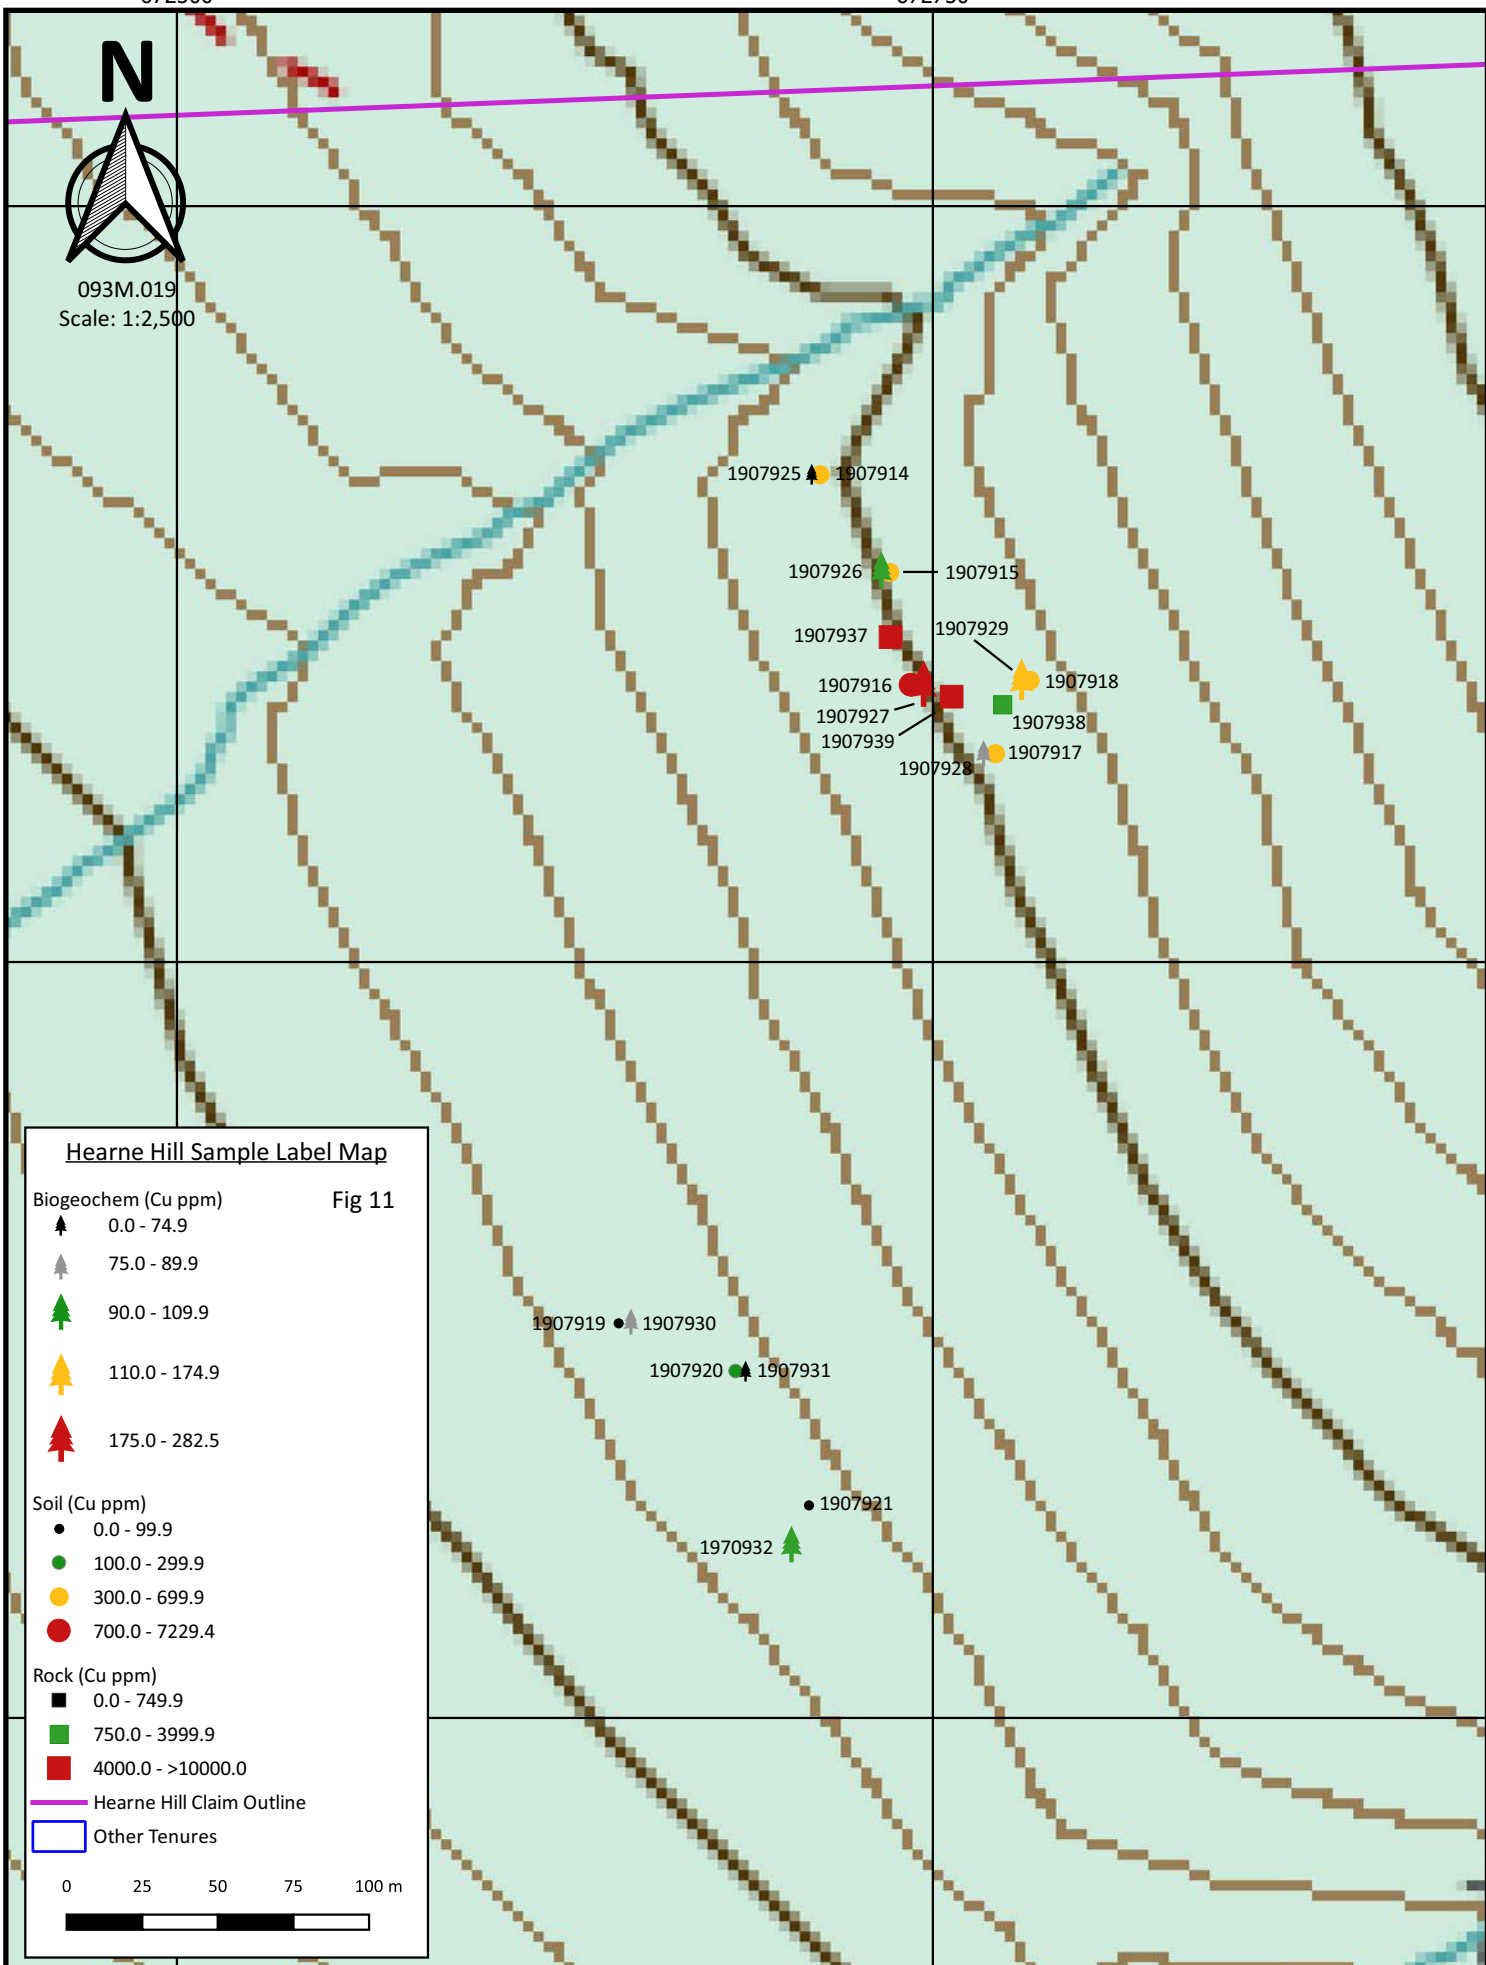 N
093M.019
Scale: 1:2,500
1907925
1907914
1907926
1907915
1907937
1907929
1907916
1907918
1907927
1907938
1907939
1907917
1907928
1907919
1907930
1907920
1907931
1907921
1970932
Hearne Hill Sample Label Map
Fig 11
Biogeochem (Cu ppm)
0.0 - 74.9
75.0 - 89.9
90.0 - 109.9
110.0 - 174.9
175.0 - 282.5
Soil (Cu ppm)
0.0 - 99.9
100.0 - 299.9
300.0 - 699.9
700.0 - 7229.4
Rock (Cu ppm)
0.0 - 749.9
750.0 - 3999.9
4000.0 - >10000.0
Hearne Hill Claim Outline
Other Tenures
0 25 50 75 100 m